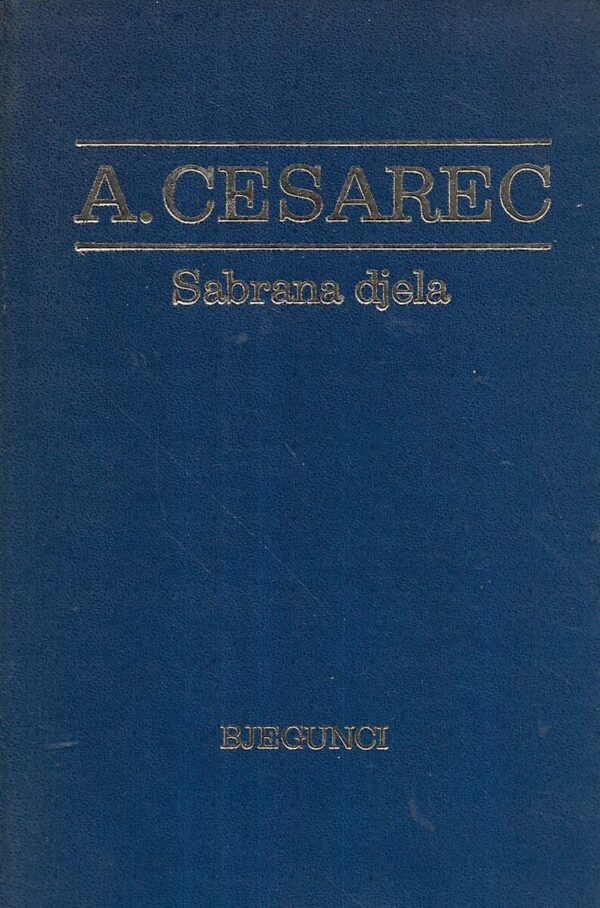 A. CESAREC
Sabrana djela
BJEGUNCI